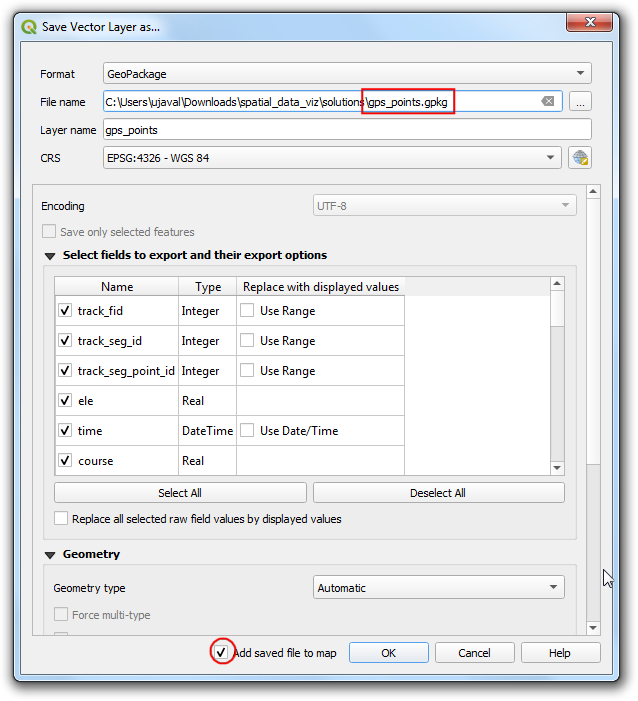 Save Vector Layer as...
Format GeoPackage
File name C:\Users\ujaval\Downloads\spatial_data_viz\solutions\gps_points.gpkg ...
Layer name gps_points
CRS EPSG:4326 - WGS 84
Encoding UTF-8
Save only selected features
Select fields to export and their export options
Name Type Replace with displayed values
track_fid Integer Use Range
track_seg_id Integer Use Range
track_seg_point_id Integer Use Range
ele Real
time DateTime Use Date/Time
course Real
Select All Deselect All
Replace all selected raw field values by displayed values
Geometry
Geometry type Automatic
Force multi-type
Add saved file to map OK Cancel Help